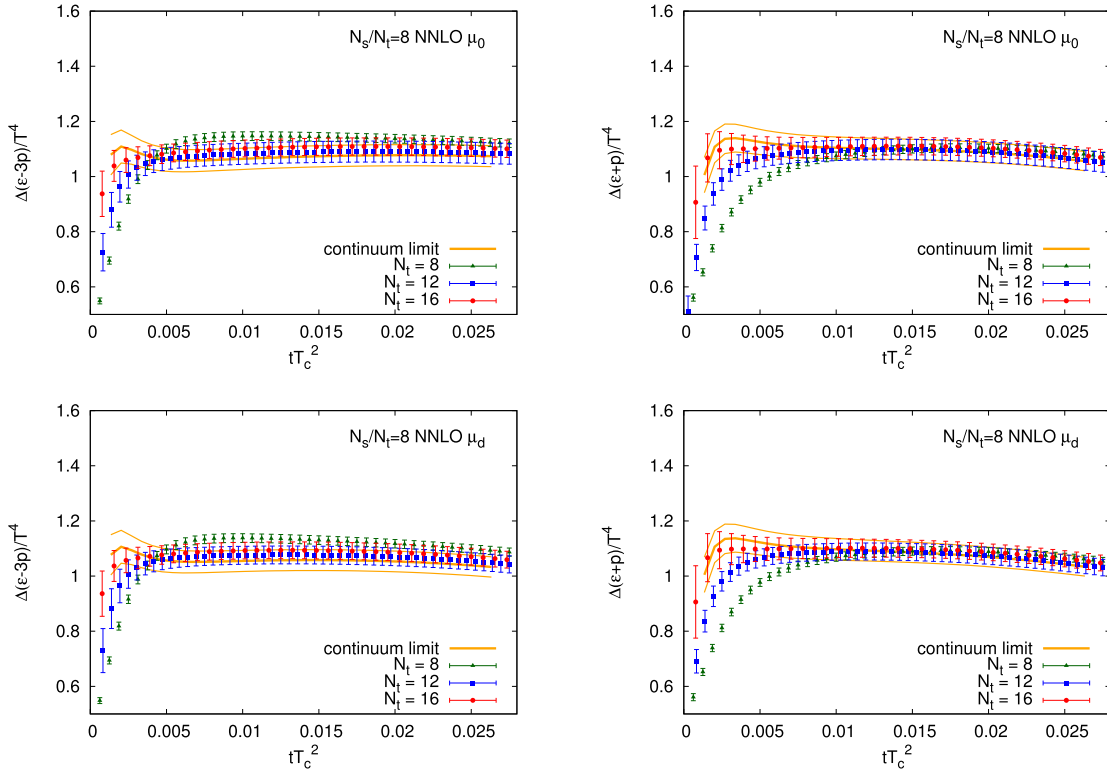 1.6
1.4
1.2
1
0.8
0.6
Δ(ε-3p)/T⁴
N_s/N_t=8 NNLO μ_0
continuum limit
N_t = 8
N_t = 12
N_t = 16
0 0.005 0.01 0.015 0.02 0.025
tT_c²
1.6
1.4
1.2
1
0.8
0.6
Δ(ε+p)/T⁴
N_s/N_t=8 NNLO μ_0
continuum limit
N_t = 8
N_t = 12
N_t = 16
0 0.005 0.01 0.015 0.02 0.025
tT_c²
1.6
1.4
1.2
1
0.8
0.6
Δ(ε-3p)/T⁴
N_s/N_t=8 NNLO μ_d
continuum limit
N_t = 8
N_t = 12
N_t = 16
0 0.005 0.01 0.015 0.02 0.025
tT_c²
1.6
1.4
1.2
1
0.8
0.6
Δ(ε+p)/T⁴
N_s/N_t=8 NNLO μ_d
continuum limit
N_t = 8
N_t = 12
N_t = 16
0 0.005 0.01 0.015 0.02 0.025
tT_c²